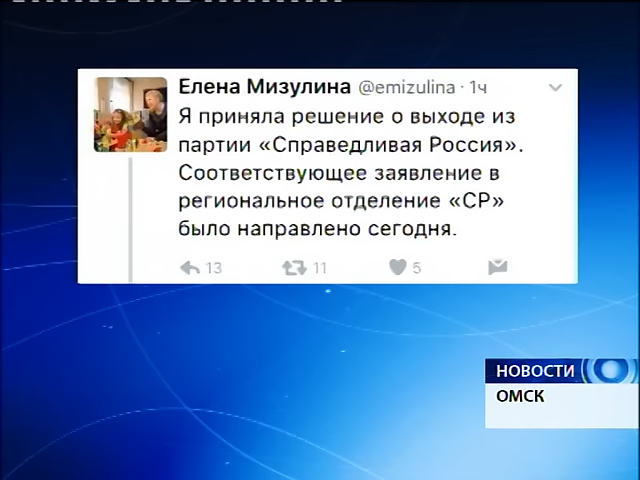 Елена Мизулина @emizulina · 1ч
Я приняла решение о выходе из
партии «Справедливая Россия».
Соответствующее заявление в
региональное отделение «СР»
было направлено сегодня.
13 11 5
НОВОСТИ
ОМСК